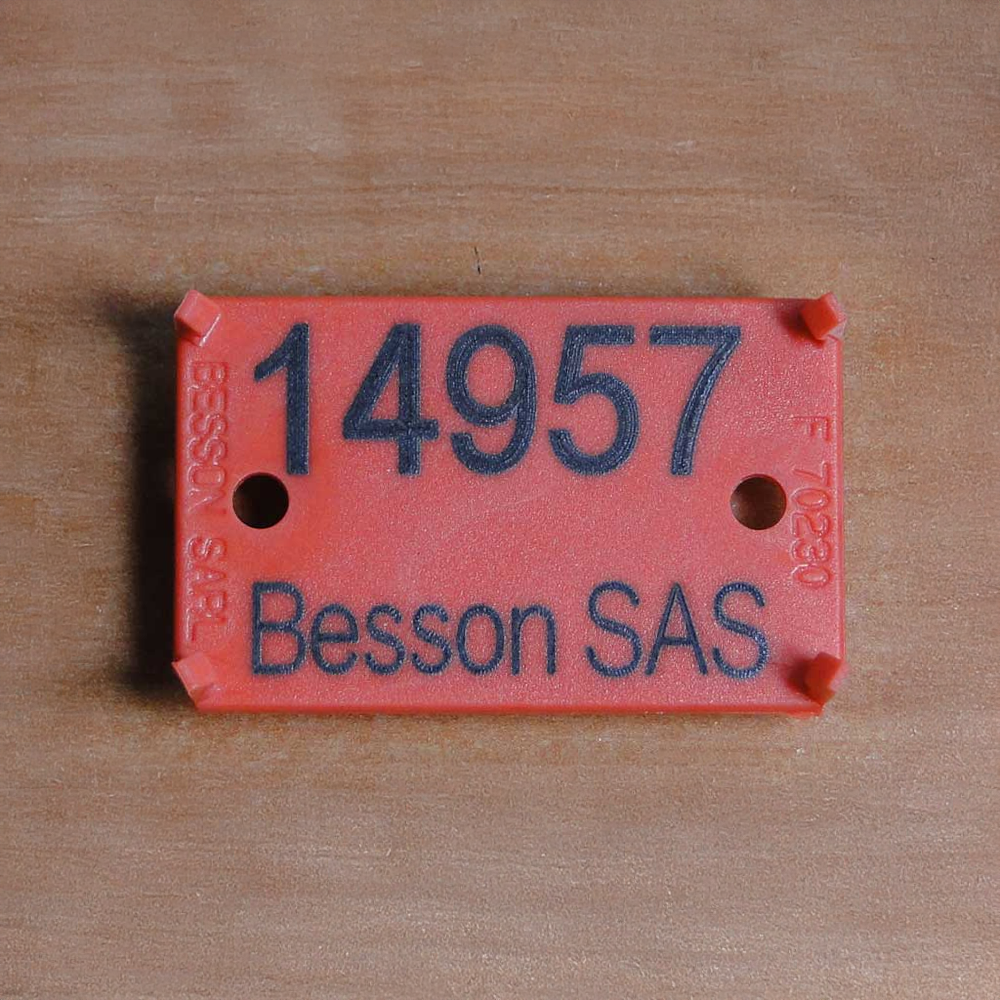 14957
BESSON SARL
F 70230
Besson SAS